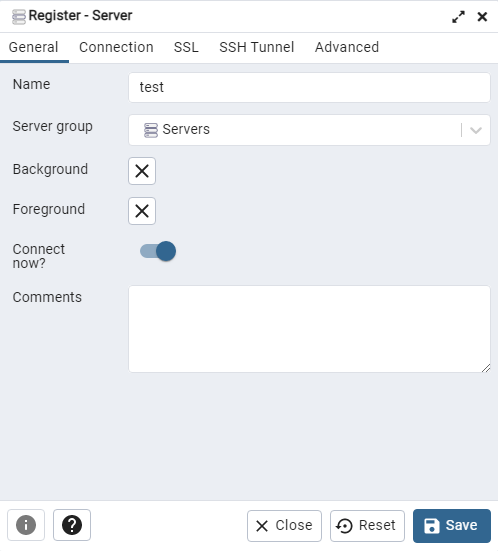 Register - Server
General Connection SSL SSH Tunnel Advanced
Name test
Server group Servers
Background
Foreground
Connect
now?
Comments
Close Reset Save